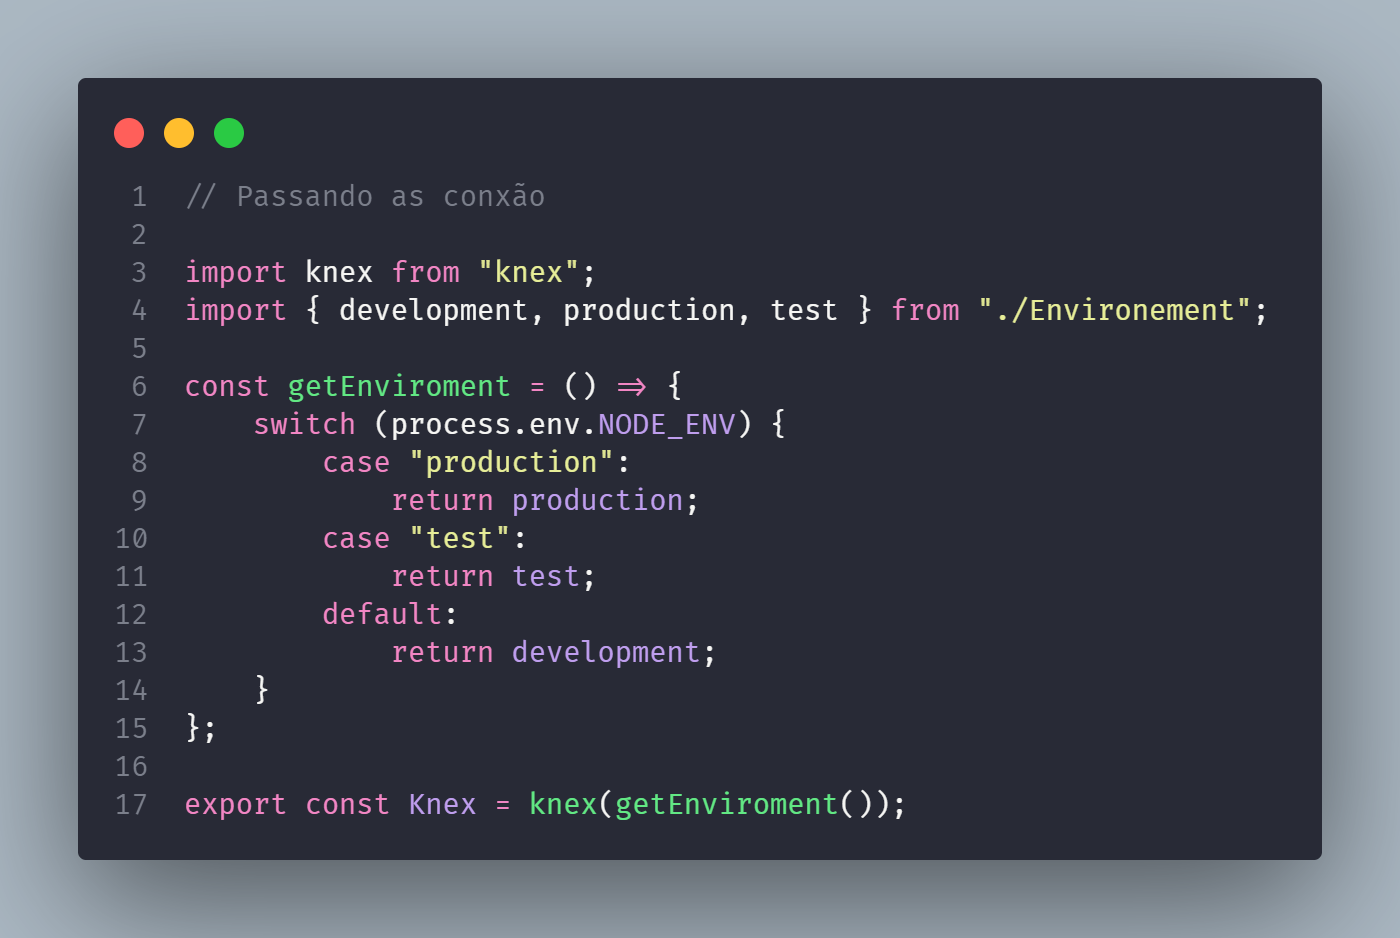 1 // Passando as conxão
2
3 import knex from "knex";
4 import { development, production, test } from "./Environement";
5
6 const getEnviroment = () => {
7     switch (process.env.NODE_ENV) {
8         case "production":
9             return production;
10         case "test":
11             return test;
12         default:
13             return development;
14     }
15 };
16
17 export const Knex = knex(getEnviroment());